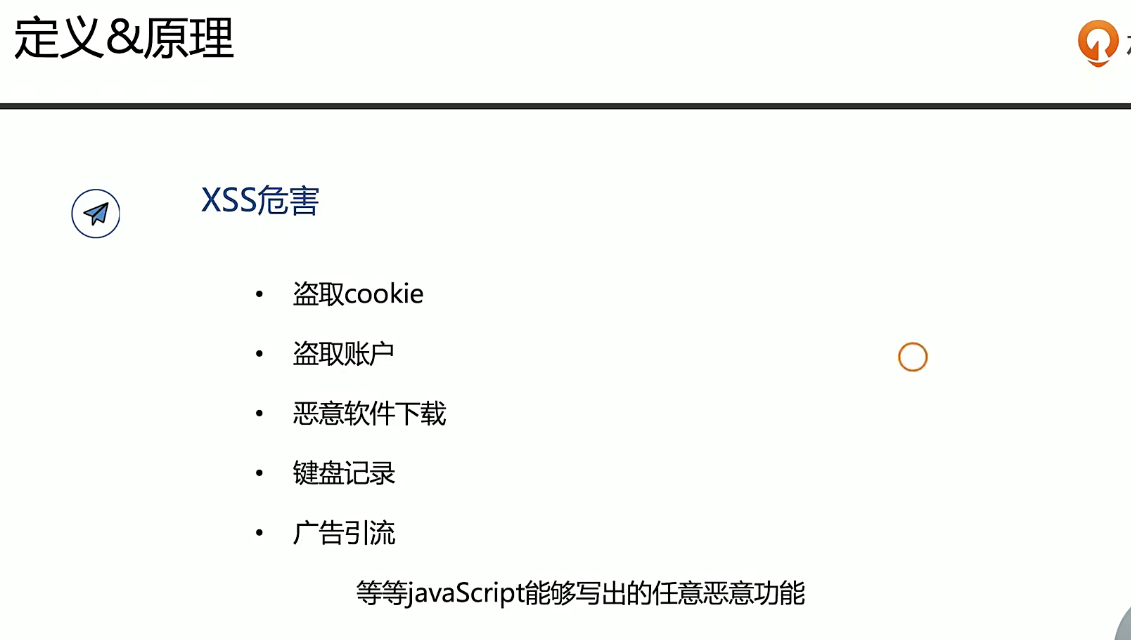 定义&原理
XSS危害
• 盗取cookie
• 盗取账户
• 恶意软件下载
• 键盘记录
• 广告引流
等等javaScript能够写出的任意恶意功能